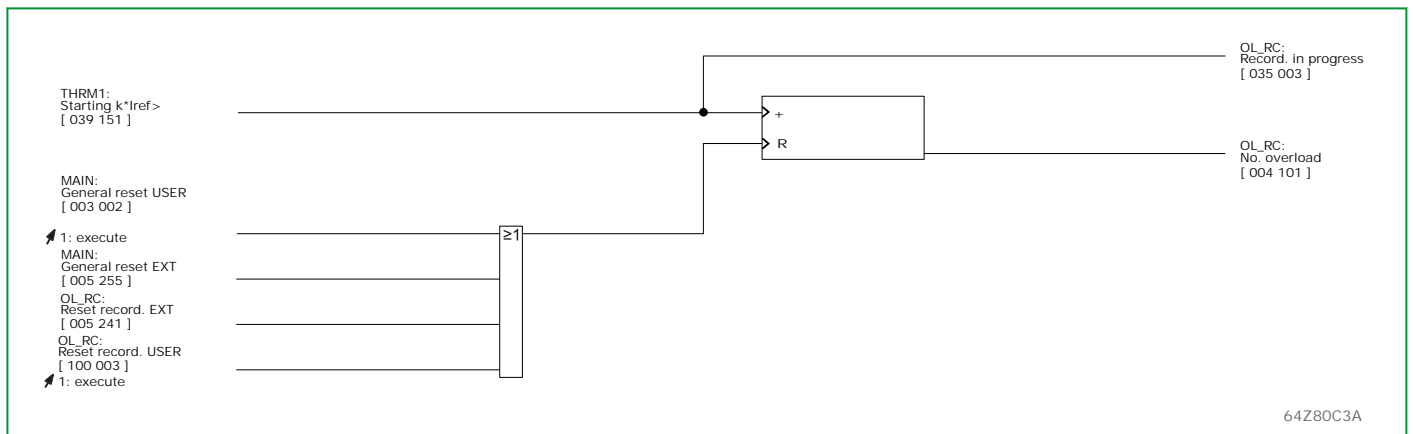 THRM1:
Starting k*Iref>
[ 039 151 ]
MAIN:
General reset USER
[ 003 002 ]
1: execute
MAIN:
General reset EXT
[ 005 255 ]
OL_RC:
Reset record. EXT
[ 005 241 ]
OL_RC:
Reset record. USER
[ 100 003 ]
1: execute
≥1
+
R
OL_RC:
Record. in progress
[ 035 003 ]
OL_RC:
No. overload
[ 004 101 ]
64Z80C3A